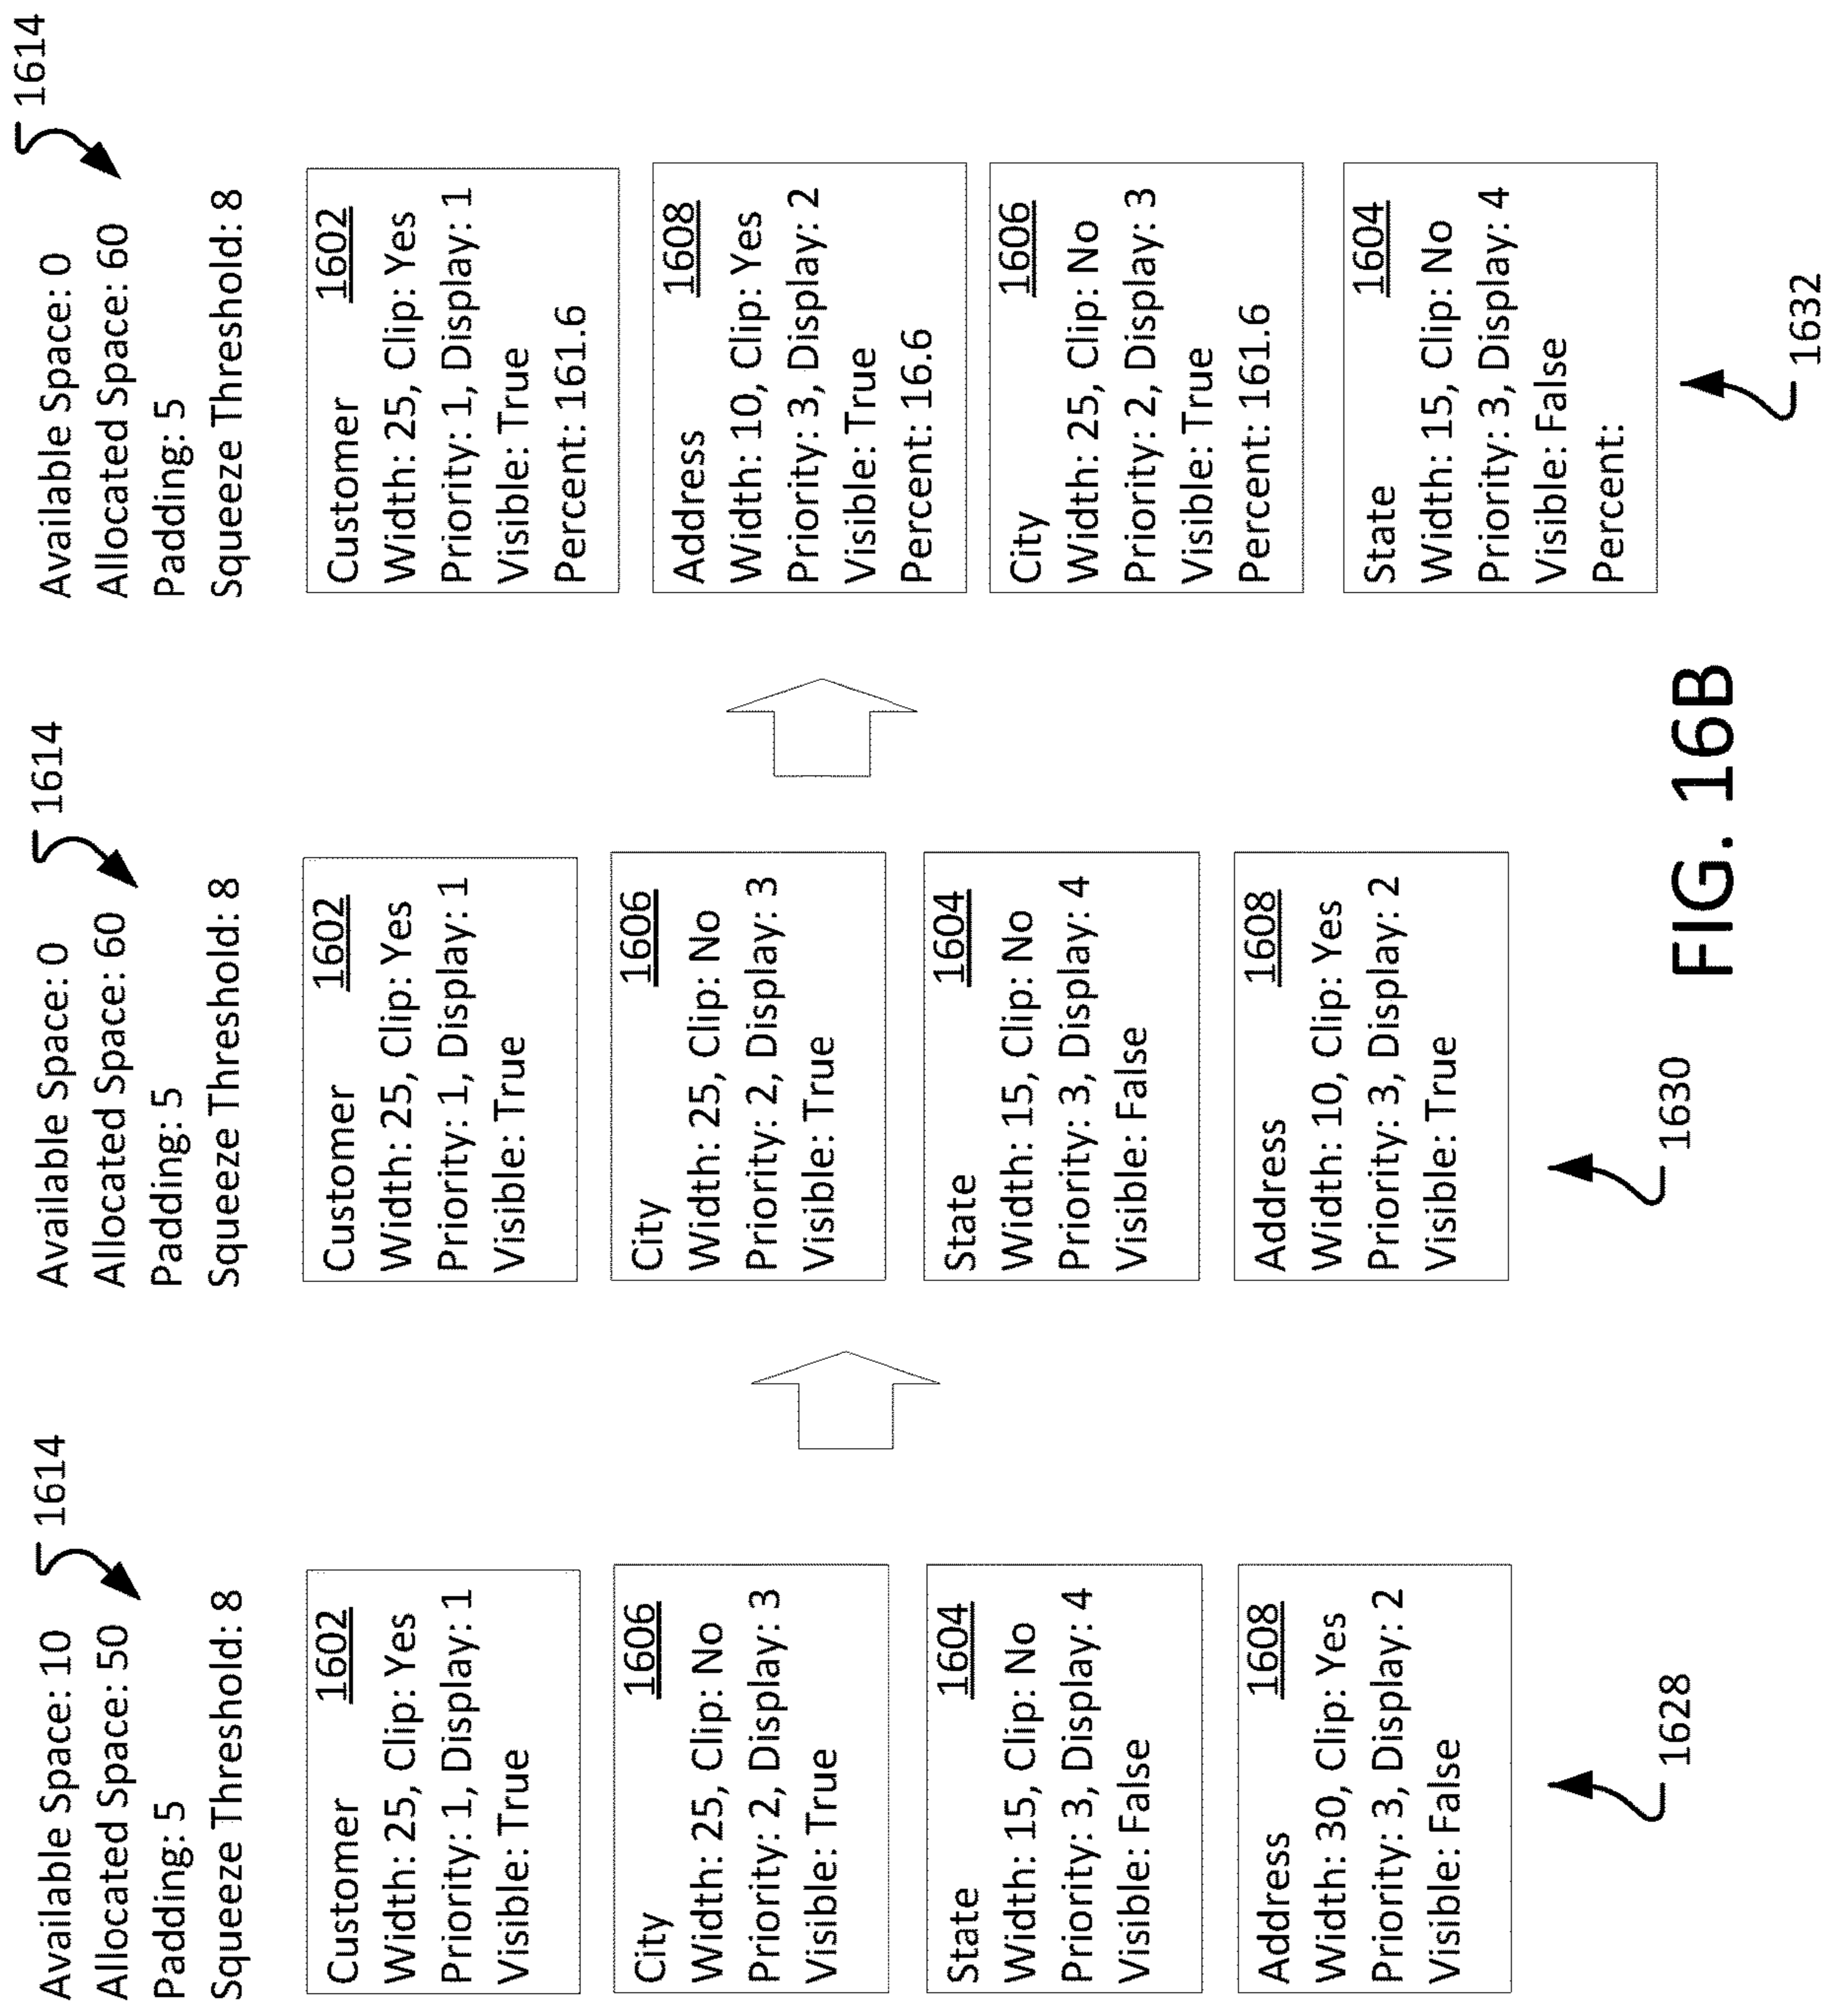 Available Space: 10
Allocated Space: 50
Padding: 5
Squeeze Threshold: 8
1614
Customer 1602
Width: 25, Clip: Yes
Priority: 1, Display: 1
Visible: True
City 1606
Width: 25, Clip: No
Priority: 2, Display: 3
Visible: True
State 1604
Width: 15, Clip: No
Priority: 3, Display: 4
Visible: False
Address 1608
Width: 30, Clip: Yes
Priority: 3, Display: 2
Visible: False
1628
Available Space: 0
Allocated Space: 60
Padding: 5
Squeeze Threshold: 8
1614
Customer 1602
Width: 25, Clip: Yes
Priority: 1, Display: 1
Visible: True
City 1606
Width: 25, Clip: No
Priority: 2, Display: 3
Visible: True
State 1604
Width: 15, Clip: No
Priority: 3, Display: 4
Visible: False
Address 1608
Width: 10, Clip: Yes
Priority: 3, Display: 2
Visible: True
1630
Available Space: 0
Allocated Space: 60
Padding: 5
Squeeze Threshold: 8
1614
Customer 1602
Width: 25, Clip: Yes
Priority: 1, Display: 1
Visible: True
Percent: 161.6
Address 1608
Width: 10, Clip: Yes
Priority: 3, Display: 2
Visible: True
Percent: 16.6
City 1606
Width: 25, Clip: No
Priority: 2, Display: 3
Visible: True
Percent: 161.6
State 1604
Width: 15, Clip: No
Priority: 3, Display: 4
Visible: False
Percent:
1632
FIG. 16B